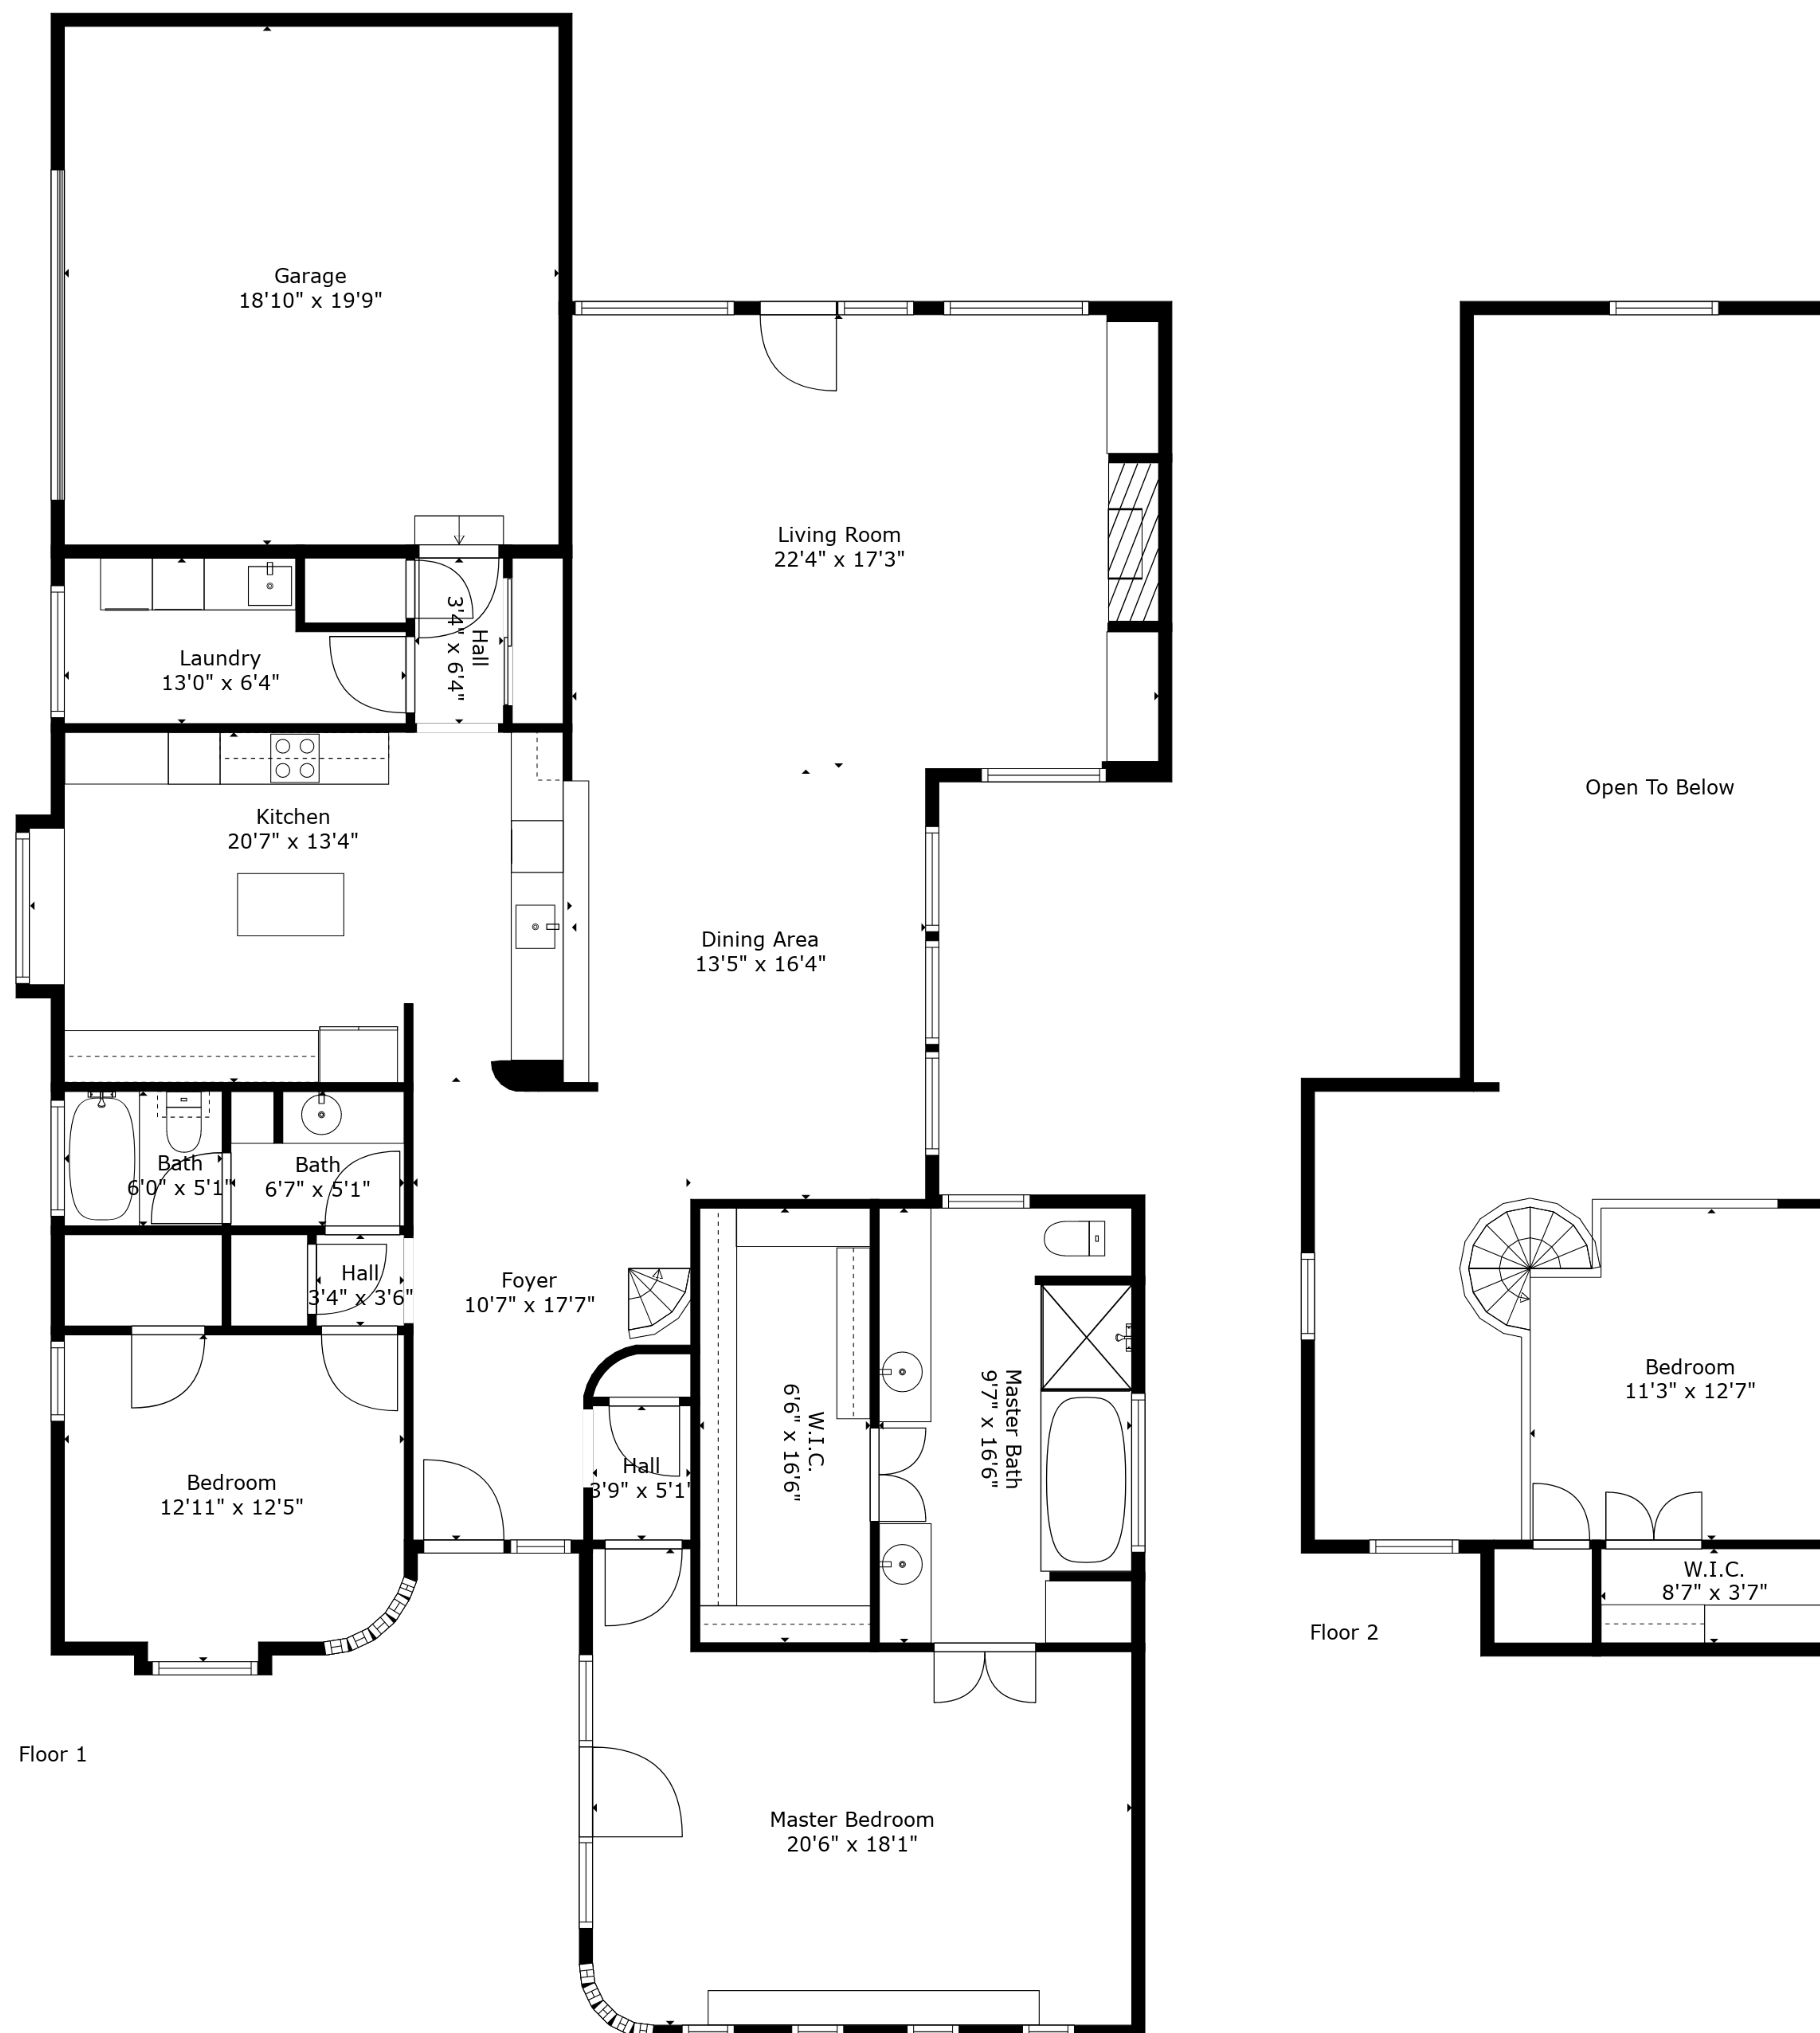 Garage
18'10" x 19'9"
Living Room
22'4" x 17'3"
Hall
3'4" x 6'4"
Laundry
13'0" x 6'4"
Kitchen
20'7" x 13'4"
Open To Below
Dining Area
13'5" x 16'4"
Bath
6'0" x 5'1"
Bath
6'7" x 5'1"
Hall
3'4" x 3'6"
Foyer
10'7" x 17'7"
Bedroom
11'3" x 12'7"
W.I.C.
6'6" x 16'6"
Master Bath
9'7" x 16'6"
Hall
3'9" x 5'1"
Bedroom
12'11" x 12'5"
W.I.C.
8'7" x 3'7"
Floor 2
Floor 1
Master Bedroom
20'6" x 18'1"